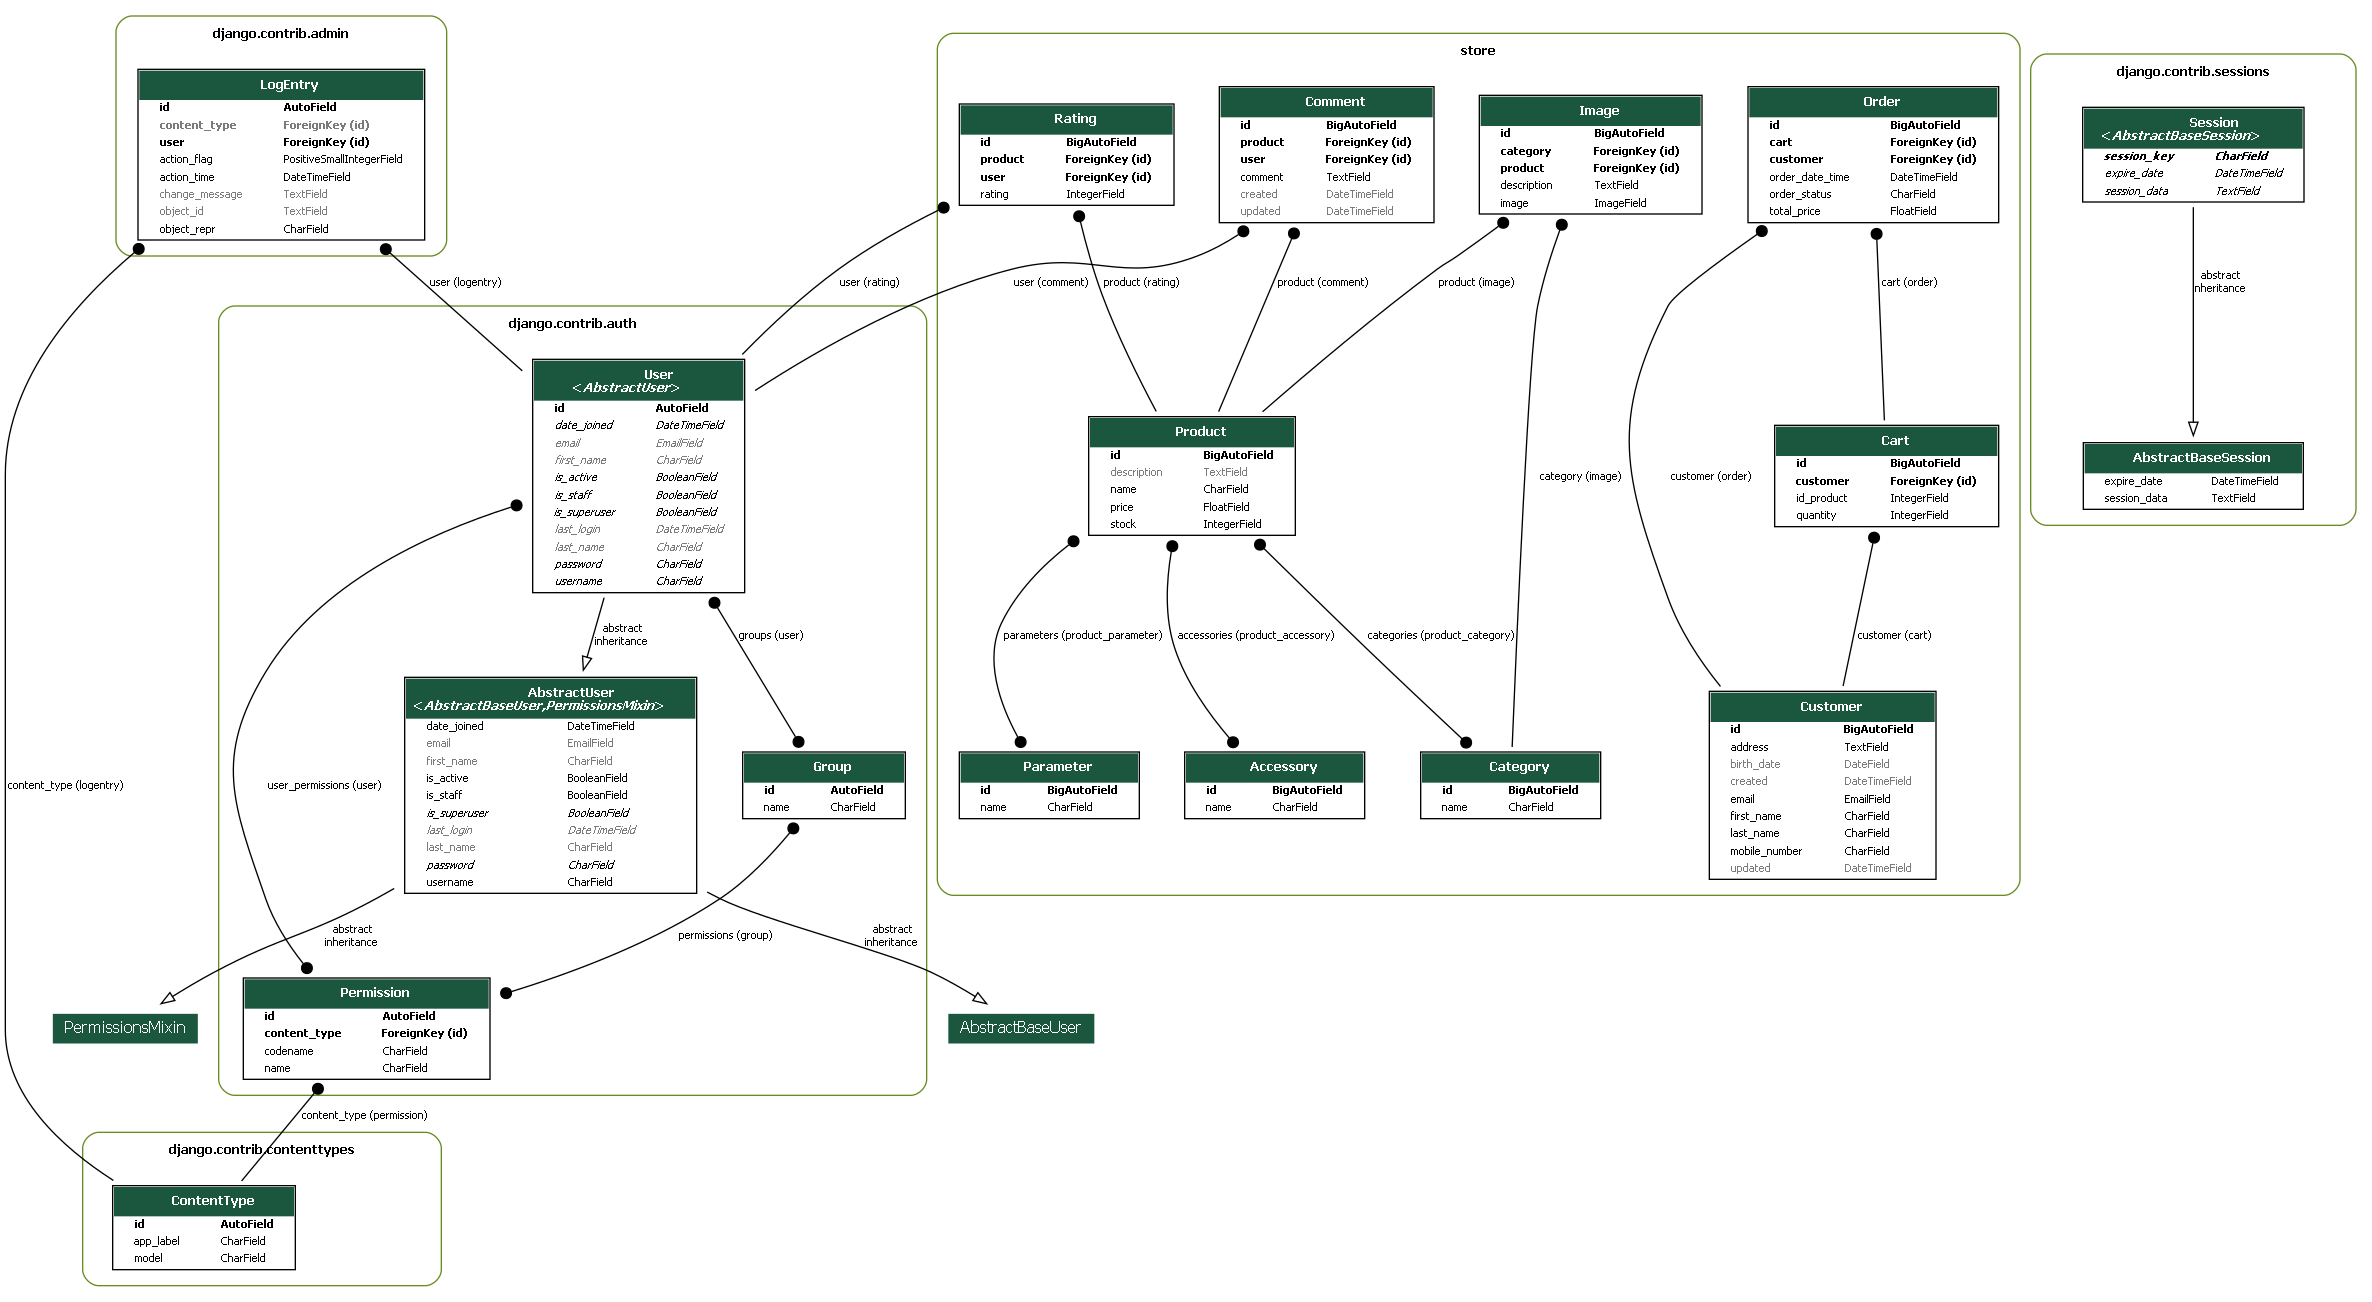 django.contrib.admin
LogEntry
id AutoField
content_type ForeignKey (id)
user ForeignKey (id)
action_flag PositiveSmallIntegerField
action_time DateTimeField
change_message TextField
object_id TextField
object_repr CharField
store
Rating
id BigAutoField
product ForeignKey (id)
user ForeignKey (id)
rating IntegerField
Comment
id BigAutoField
product ForeignKey (id)
user ForeignKey (id)
comment TextField
created DateTimeField
updated DateTimeField
Image
id BigAutoField
category ForeignKey (id)
product ForeignKey (id)
description TextField
image ImageField
Order
id BigAutoField
cart ForeignKey (id)
customer ForeignKey (id)
order_date_time DateTimeField
order_status CharField
total_price FloatField
django.contrib.sessions
Session
<AbstractBaseSession>
session_key CharField
expire_date DateTimeField
session_data TextField
user (logentry)
user (rating)
user (comment)
product (rating)
product (comment)
product (image)
cart (order)
abstract
nheritance
django.contrib.auth
User
<AbstractUser>
id AutoField
date_joined DateTimeField
email EmailField
first_name CharField
is_active BooleanField
is_staff BooleanField
is_superuser BooleanField
last_login DateTimeField
last_name CharField
password CharField
username CharField
Product
id BigAutoField
description TextField
name CharField
price FloatField
stock IntegerField
category (image)
customer (order)
Cart
id BigAutoField
customer ForeignKey (id)
id_product IntegerField
quantity IntegerField
AbstractBaseSession
expire_date DateTimeField
session_data TextField
abstract
inheritance
groups (user)
parameters (product_parameter)
accessories (product_accessory)
categories (product_category)
customer (cart)
AbstractUser
<AbstractBaseUser,PermissionsMixin>
date_joined DateTimeField
email EmailField
first_name CharField
is_active BooleanField
is_staff BooleanField
is_superuser BooleanField
last_login DateTimeField
last_name CharField
password CharField
username CharField
Group
id AutoField
name CharField
Parameter
id BigAutoField
name CharField
Accessory
id BigAutoField
name CharField
Category
id BigAutoField
name CharField
Customer
id BigAutoField
address TextField
birth_date DateField
created DateTimeField
email EmailField
first_name CharField
last_name CharField
mobile_number CharField
updated DateTimeField
content_type (logentry)
user_permissions (user)
abstract
inheritance
permissions (group)
abstract
inheritance
PermissionsMixin
Permission
id AutoField
content_type ForeignKey (id)
codename CharField
name CharField
AbstractBaseUser
content_type (permission)
django.contrib.contenttypes
ContentType
id AutoField
app_label CharField
model CharField